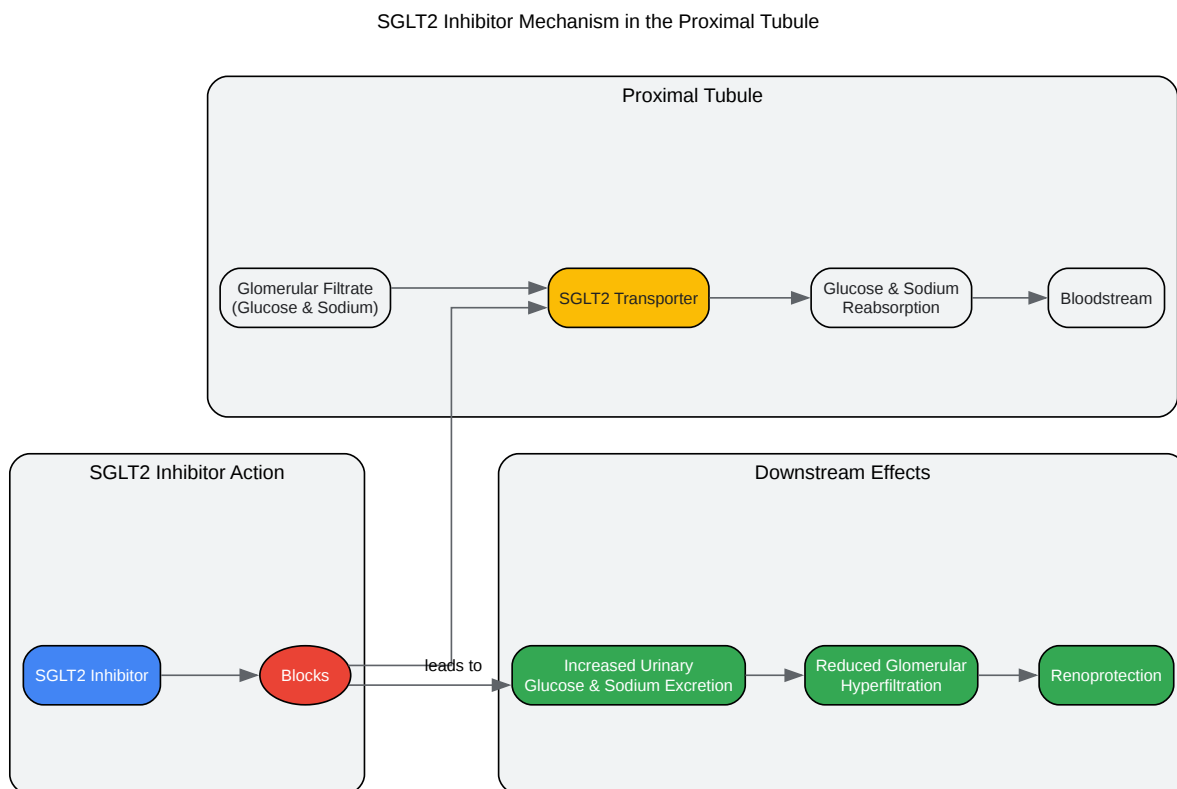 SGLT2 Inhibitor Mechanism in the Proximal Tubule
Proximal Tubule
Glomerular Filtrate
(Glucose & Sodium)
SGLT2 Transporter
Glucose & Sodium
Reabsorption
Bloodstream
SGLT2 Inhibitor Action
SGLT2 Inhibitor
Blocks
leads to
Downstream Effects
Increased Urinary
Glucose & Sodium Excretion
Reduced Glomerular
Hyperfiltration
Renoprotection